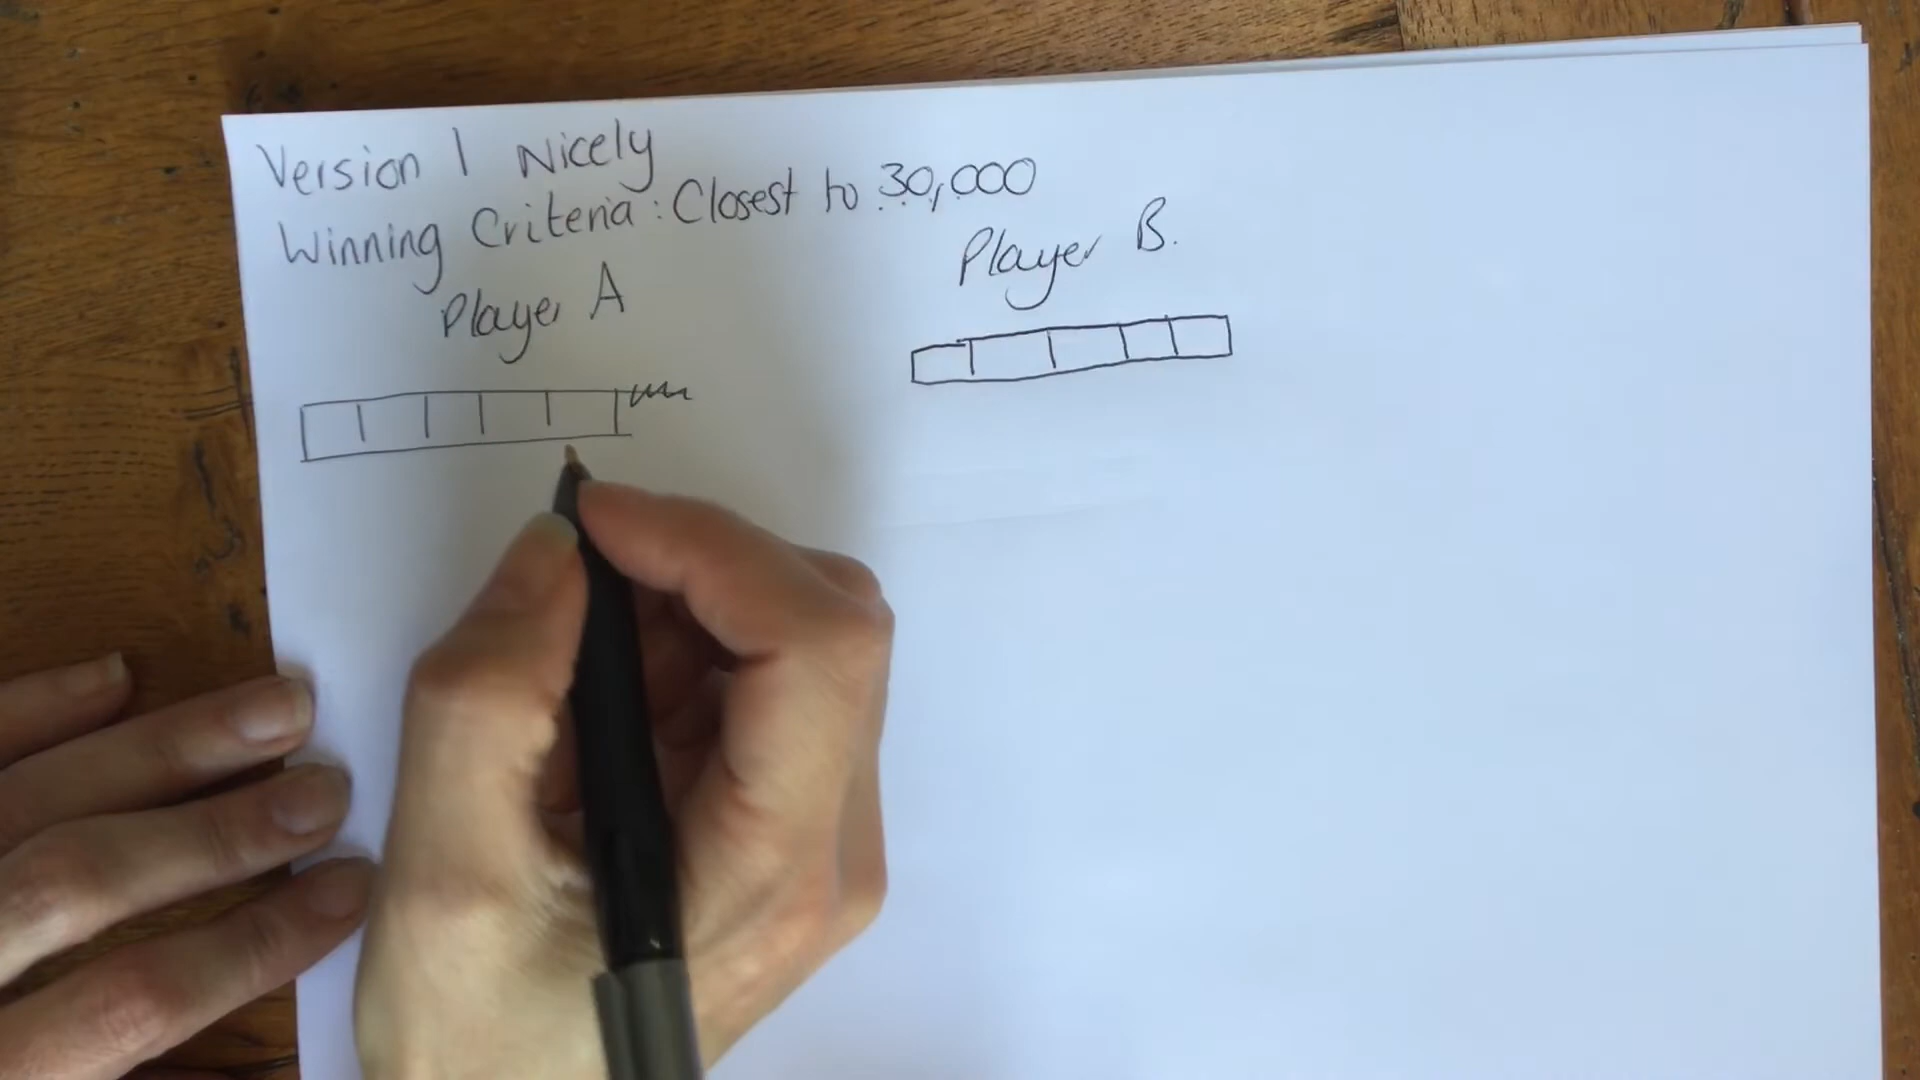 Version 1 Nicely
Winning Criteria: Closest to 30,000
Player A
Player B.